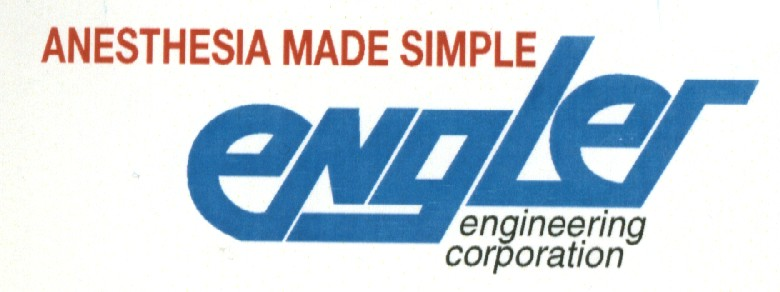 ANESTHESIA MADE SIMPLE
engler
engineering
corporation